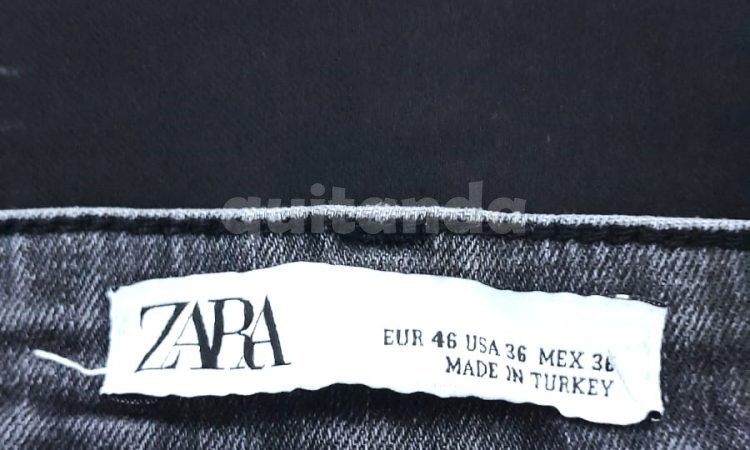 quitanda
ZARA
EUR 46 USA 36 MEX 36
MADE IN TURKEY